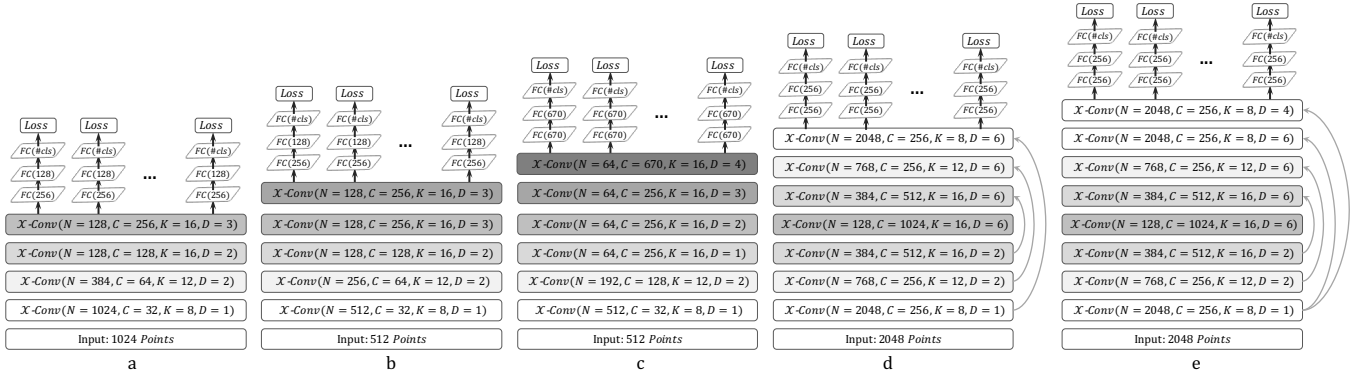 Loss Loss Loss
FC(#cls) FC(#cls) FC(#cls)
FC(128) FC(128) ... FC(128)
FC(256) FC(256) FC(256)
𝒳-Conv(N = 128, C = 256, K = 16, D = 3)
𝒳-Conv(N = 128, C = 128, K = 16, D = 2)
𝒳-Conv(N = 384, C = 64, K = 12, D = 2)
𝒳-Conv(N = 1024, C = 32, K = 8, D = 1)
Input: 1024 Points
a
Loss Loss Loss
FC(#cls) FC(#cls) FC(#cls)
FC(128) FC(128) ... FC(128)
FC(256) FC(256) FC(256)
𝒳-Conv(N = 128, C = 256, K = 16, D = 3)
𝒳-Conv(N = 128, C = 256, K = 16, D = 3)
𝒳-Conv(N = 128, C = 128, K = 16, D = 2)
𝒳-Conv(N = 256, C = 64, K = 12, D = 2)
𝒳-Conv(N = 512, C = 32, K = 8, D = 1)
Input: 512 Points
b
Loss Loss Loss
FC(#cls) FC(#cls) FC(#cls)
FC(670) FC(670) ... FC(670)
FC(670) FC(670) FC(670)
𝒳-Conv(N = 64, C = 670, K = 16, D = 4)
𝒳-Conv(N = 64, C = 256, K = 16, D = 3)
𝒳-Conv(N = 64, C = 256, K = 16, D = 2)
𝒳-Conv(N = 64, C = 256, K = 16, D = 1)
𝒳-Conv(N = 192, C = 128, K = 12, D = 2)
𝒳-Conv(N = 512, C = 32, K = 8, D = 1)
Input: 512 Points
c
Loss Loss Loss
FC(#cls) FC(#cls) FC(#cls)
FC(256) FC(256) ... FC(256)
FC(256) FC(256) FC(256)
𝒳-Conv(N = 2048, C = 256, K = 8, D = 6)
𝒳-Conv(N = 768, C = 256, K = 12, D = 6)
𝒳-Conv(N = 384, C = 512, K = 16, D = 6)
𝒳-Conv(N = 128, C = 1024, K = 16, D = 6)
𝒳-Conv(N = 384, C = 512, K = 16, D = 2)
𝒳-Conv(N = 768, C = 256, K = 12, D = 2)
𝒳-Conv(N = 2048, C = 256, K = 8, D = 1)
Input: 2048 Points
d
Loss Loss Loss
FC(#cls) FC(#cls) FC(#cls)
FC(256) FC(256) ... FC(256)
FC(256) FC(256) FC(256)
𝒳-Conv(N = 2048, C = 256, K = 8, D = 4)
𝒳-Conv(N = 2048, C = 256, K = 8, D = 6)
𝒳-Conv(N = 768, C = 256, K = 12, D = 6)
𝒳-Conv(N = 384, C = 512, K = 16, D = 6)
𝒳-Conv(N = 128, C = 1024, K = 16, D = 6)
𝒳-Conv(N = 384, C = 512, K = 16, D = 2)
𝒳-Conv(N = 768, C = 256, K = 12, D = 2)
𝒳-Conv(N = 2048, C = 256, K = 8, D = 1)
Input: 2048 Points
e